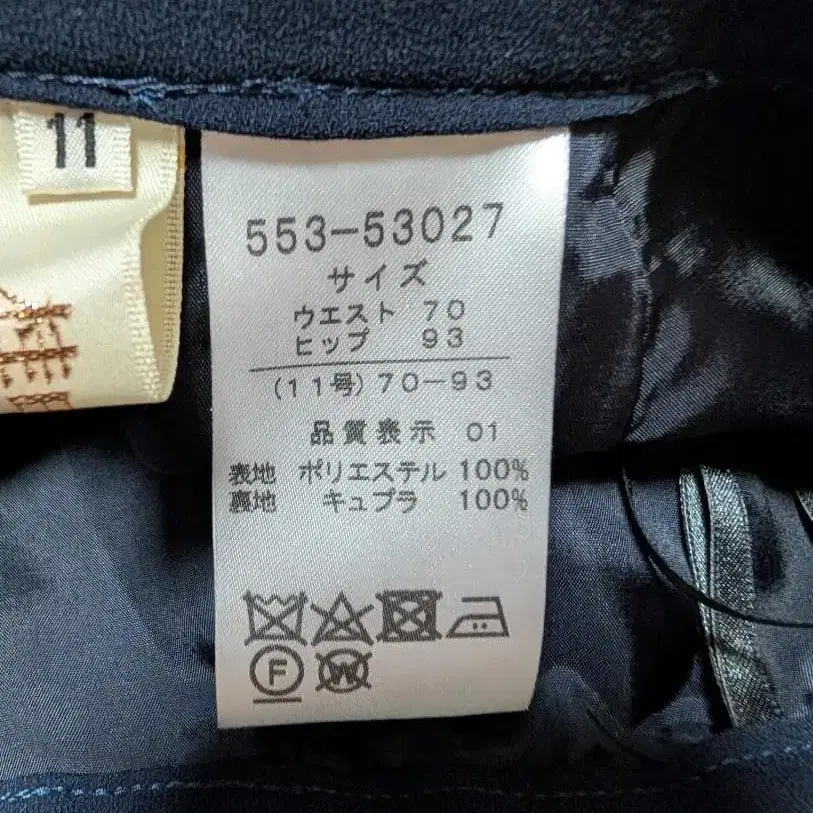 11
553-53027
サイズ
ウエスト 70
ヒップ 93
(11号)70-93
品質表示 01
表地 ポリエステル 100%
裏地 キュプラ 100%
F W